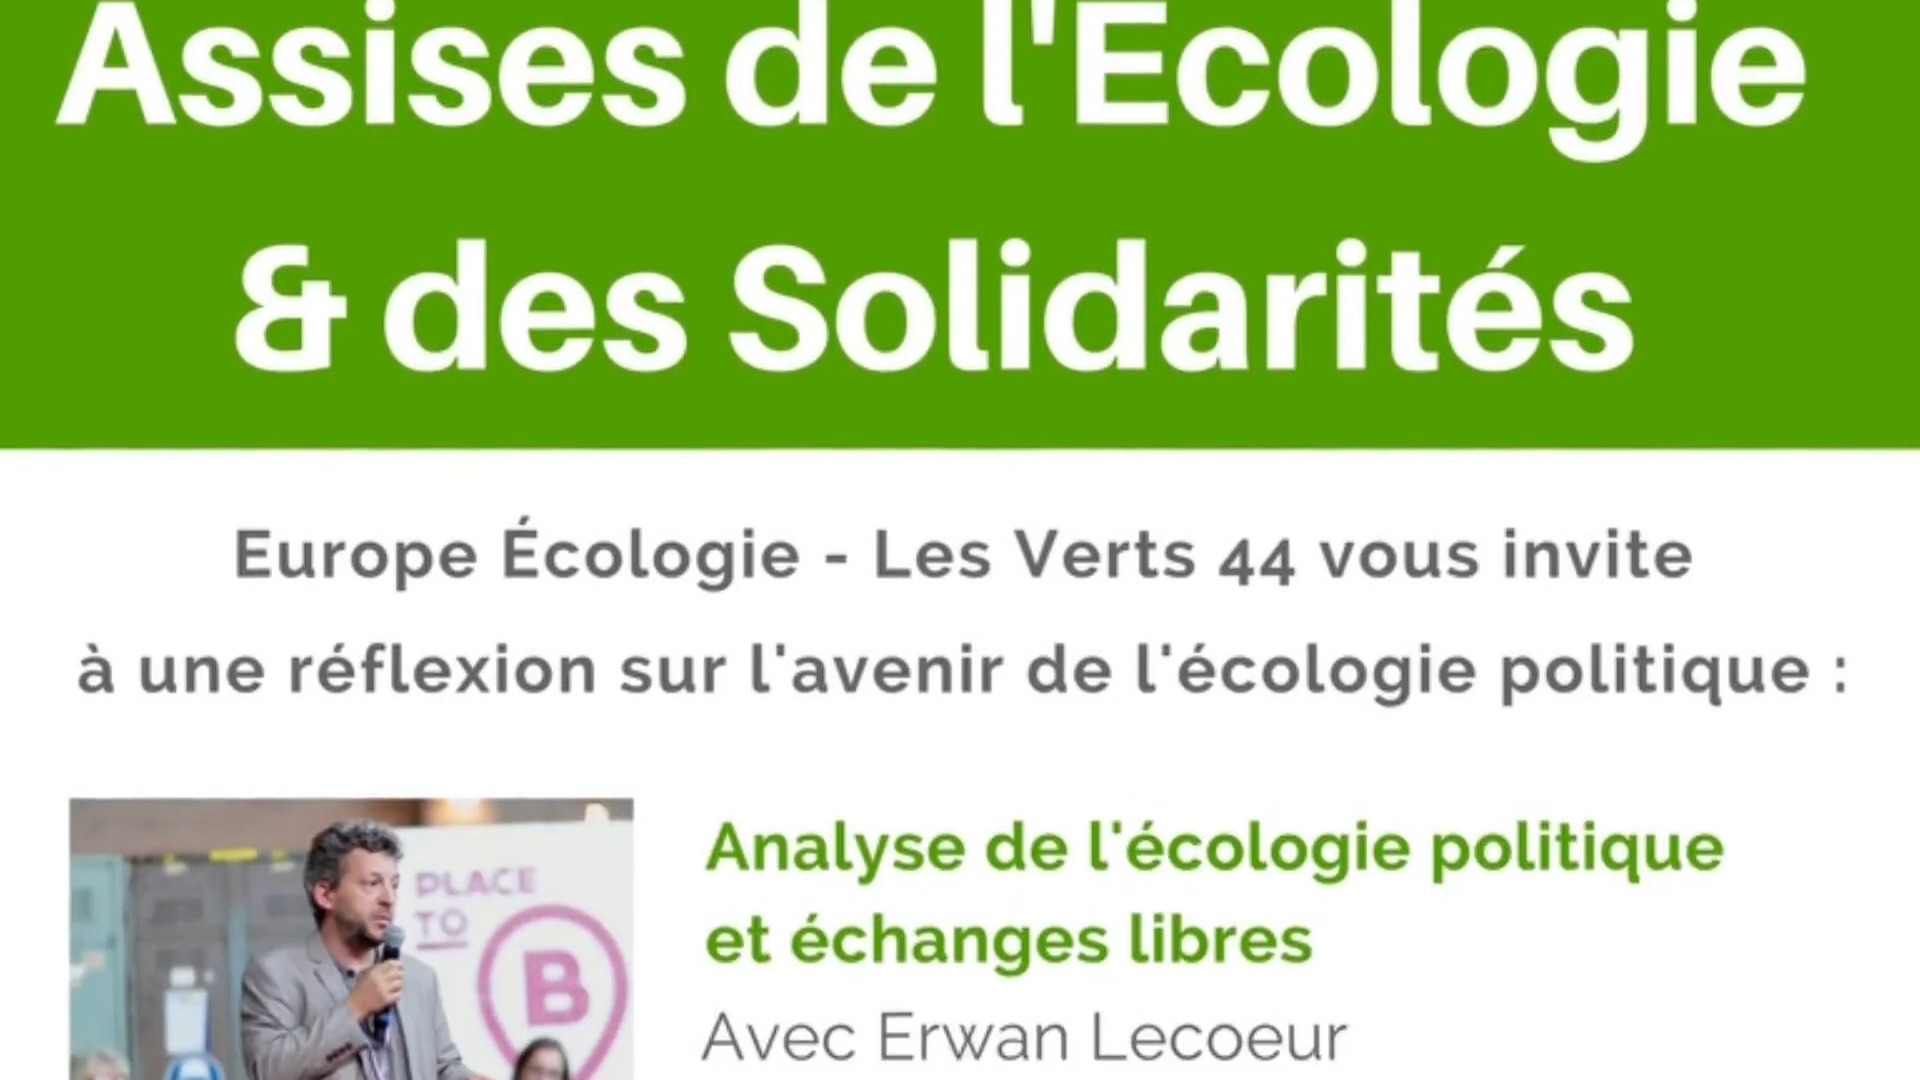 Assises de l'Ecologie
& des Solidarités
Europe Écologie - Les Verts 44 vous invite
à une réflexion sur l'avenir de l'écologie politique :
Analyse de l'écologie politique
et échanges libres
Avec Erwan Lecoeur
PLACE
TO
B